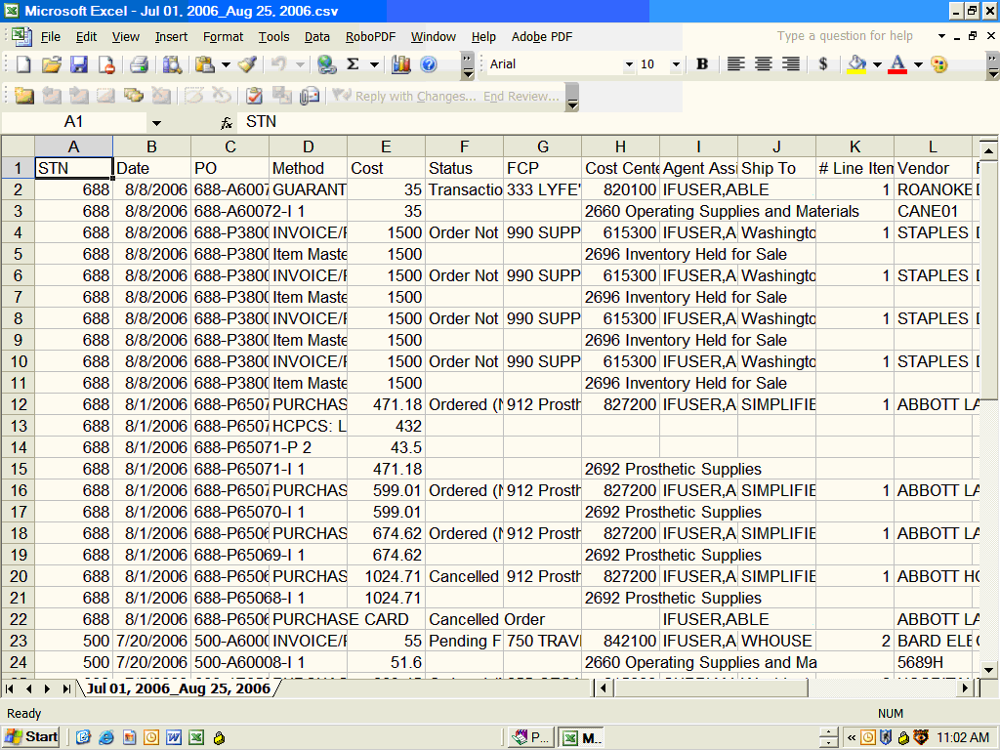 Microsoft Excel - Jul 01, 2006_Aug 25, 2006.csv
File Edit View Insert Format Tools Data RoboPDF Window Help Adobe PDF Type a question for help
Arial 10 B $ A
Reply with Changes... End Review...
A1 fx STN
A B C D E F G H I J K L
1 STN Date PO Method Cost Status FCP Cost Cente Agent Assi Ship To # Line Item Vendor
2 688 8/8/2006 688-A6007 GUARANT 35 Transactio 333 LYFE' 820100 IFUSER,ABLE 1 ROANOKE
3 688 8/8/2006 688-A60072-I 1 35 2660 Operating Supplies and Materials CANE01
4 688 8/8/2006 688-P3800 INVOICE/F 1500 Order Not 990 SUPP 615300 IFUSER,A Washingto 1 STAPLES
5 688 8/8/2006 688-P3800 Item Maste 1500 2696 Inventory Held for Sale
6 688 8/8/2006 688-P3800 INVOICE/F 1500 Order Not 990 SUPP 615300 IFUSER,A Washingto 1 STAPLES
7 688 8/8/2006 688-P3800 Item Maste 1500 2696 Inventory Held for Sale
8 688 8/8/2006 688-P3800 INVOICE/F 1500 Order Not 990 SUPP 615300 IFUSER,A Washingto 1 STAPLES
9 688 8/8/2006 688-P3800 Item Maste 1500 2696 Inventory Held for Sale
10 688 8/8/2006 688-P3800 INVOICE/F 1500 Order Not 990 SUPP 615300 IFUSER,A Washingto 1 STAPLES
11 688 8/8/2006 688-P3800 Item Maste 1500 2696 Inventory Held for Sale
12 688 8/1/2006 688-P6507 PURCHAS 471.18 Ordered (N 912 Prosth 827200 IFUSER,A SIMPLIFIE 1 ABBOTT LA
13 688 8/1/2006 688-P6507 HCPCS: L 432
14 688 8/1/2006 688-P65071-P 2 43.5
15 688 8/1/2006 688-P65071-I 1 471.18 2692 Prosthetic Supplies
16 688 8/1/2006 688-P6507 PURCHAS 599.01 Ordered (N 912 Prosth 827200 IFUSER,A SIMPLIFIE 1 ABBOTT LA
17 688 8/1/2006 688-P65070-I 1 599.01 2692 Prosthetic Supplies
18 688 8/1/2006 688-P6506 PURCHAS 674.62 Ordered (N 912 Prosth 827200 IFUSER,A SIMPLIFIE 1 ABBOTT LA
19 688 8/1/2006 688-P65069-I 1 674.62 2692 Prosthetic Supplies
20 688 8/1/2006 688-P6506 PURCHAS 1024.71 Cancelled 912 Prosth 827200 IFUSER,A SIMPLIFIE 1 ABBOTT HO
21 688 8/1/2006 688-P65068-I 1 1024.71 2692 Prosthetic Supplies
22 688 8/1/2006 688-P6506 PURCHASE CARD Cancelled Order IFUSER,ABLE ABBOTT LA
23 500 7/20/2006 500-A6000 INVOICE/F 55 Pending F 750 TRAV 842100 IFUSER,A WHOUSE 2 BARD ELE
24 500 7/20/2006 500-A60008-I 1 51.6 2660 Operating Supplies and Ma 5689H
Jul 01, 2006_Aug 25, 2006
Ready NUM
Start P... M.. « 11:02 AM